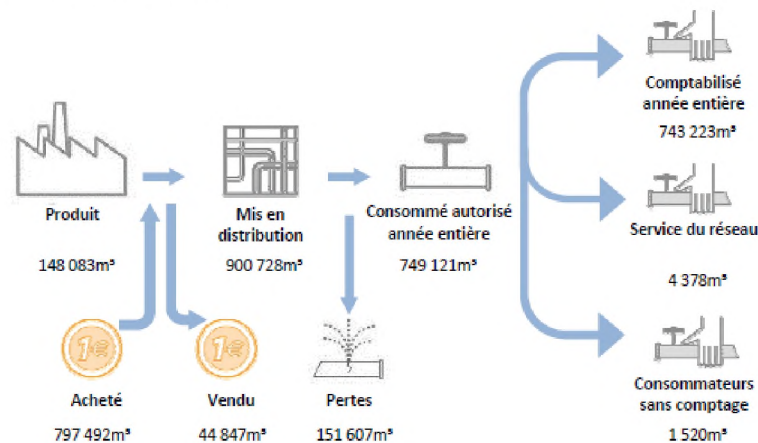 Comptabilisé
année entière
743 223m³
Produit
148 083m³
Mis en
distribution
900 728m³
Consommé autorisé
année entière
749 121m³
Service du réseau
4 378m³
1€
Acheté
797 492m³
1€
Vendu
44 847m³
Pertes
151 607m³
Consommateurs
sans comptage
1 520m³